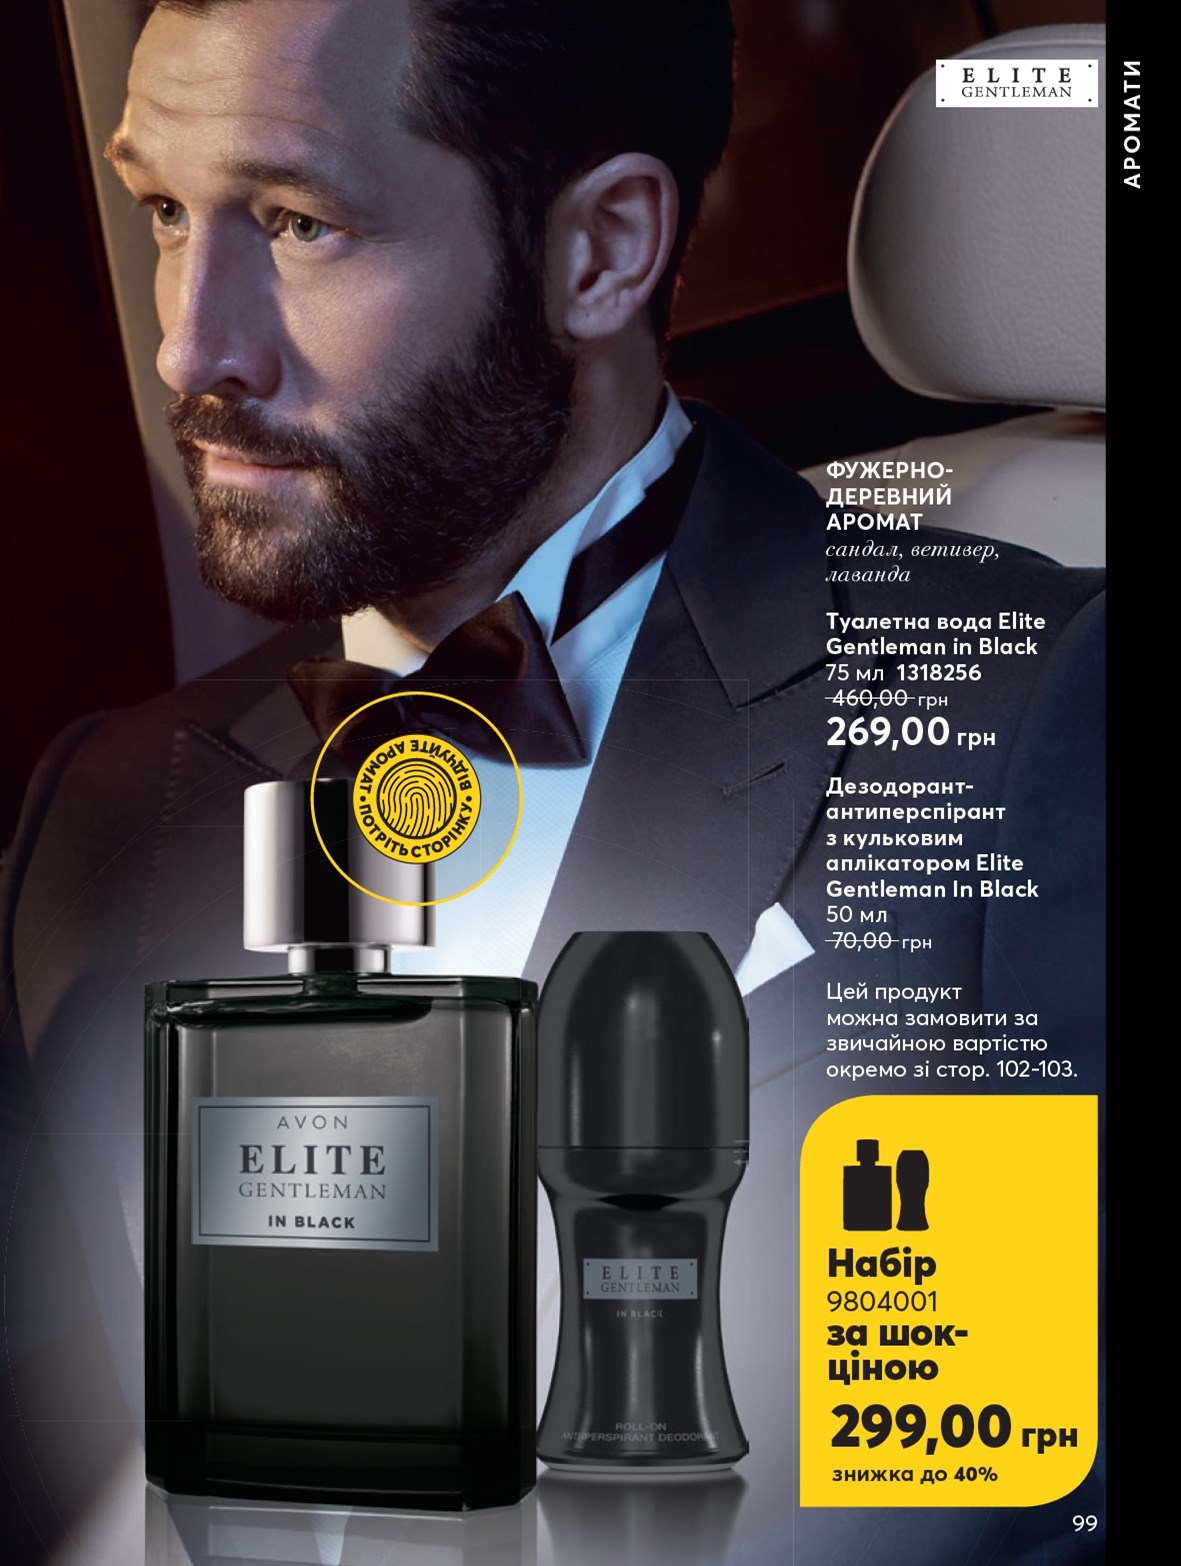 ELITE
GENTLEMAN
АРОМАТИ
ФУЖЕРНО-
ДЕРЕВНИЙ
АРОМАТ
сандал, ветивер,
лаванда
Туалетна вода Elite
Gentleman in Black
75 мл 1318256
460,00 грн
269,00 грн
Дезодорант-
антиперспірант
з кульковим
аплікатором Elite
Gentleman In Black
50 мл
70,00 грн
Цей продукт
можна замовити за
звичайною вартістю
окремо зі стор. 102-103.
ВІДЧУЙТЕ АРОМАТ • ПОТРІТЬ СТОРІНКУ •
AVON
ELITE
GENTLEMAN
IN BLACK
ELITE
GENTLEMAN
IN BLACK
ROLL-ON
ANTIPERSPIRANT DEODORANT
Набір
9804001
за шок-
ціною
299,00 грн
знижка до 40%
99